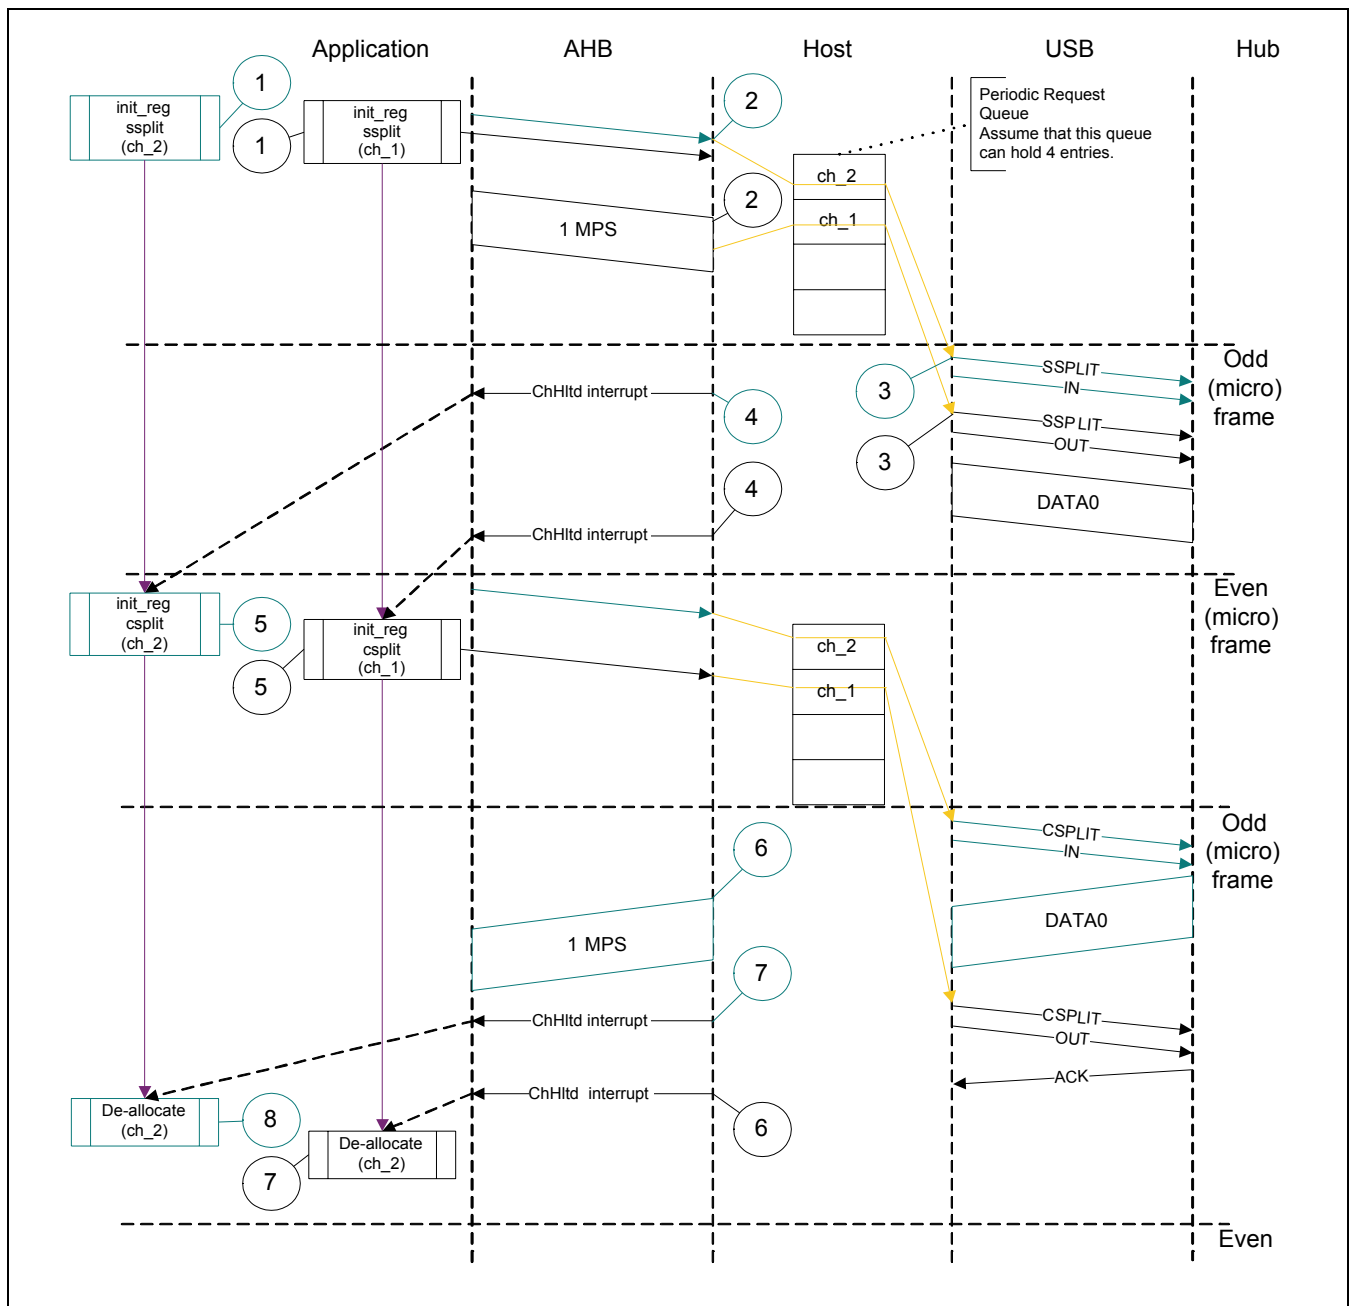 Application
AHB
Host
USB
Hub
1
init_reg
ssplit
(ch_2)
1
init_reg
ssplit
(ch_1)
2
Periodic Request
Queue
Assume that this queue
can hold 4 entries.
ch_2
2
ch_1
1 MPS
Odd
(micro)
frame
SSPLIT
IN
3
ChHltd interrupt
4
SSPLIT
OUT
3
4
DATA0
ChHltd interrupt
Even
(micro)
frame
init_reg
csplit
(ch_2)
5
init_reg
csplit
(ch_1)
5
ch_2
ch_1
Odd
(micro)
frame
CSPLIT
IN
6
DATA0
1 MPS
7
ChHltd interrupt
CSPLIT
OUT
ACK
ChHltd interrupt
6
De-allocate
(ch_2)
8
De-allocate
(ch_2)
7
Even